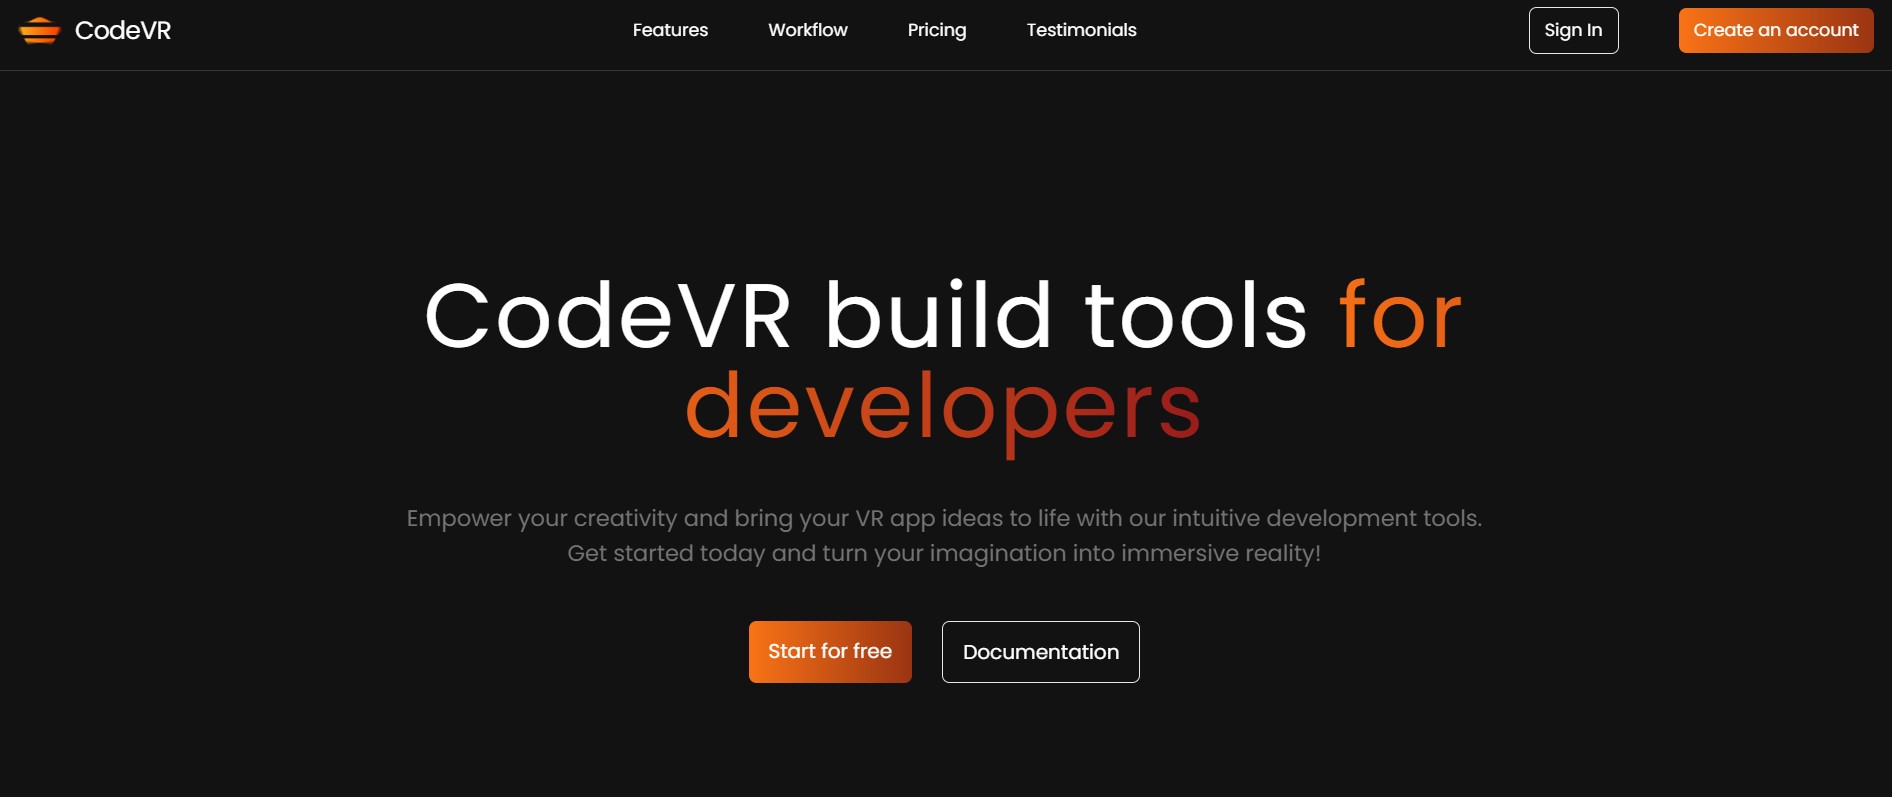 CodeVR
Features
Workflow
Pricing
Testimonials
Sign In
Create an account
CodeVR build tools for
developers
Empower your creativity and bring your VR app ideas to life with our intuitive development tools.
Get started today and turn your imagination into immersive reality!
Start for free
Documentation